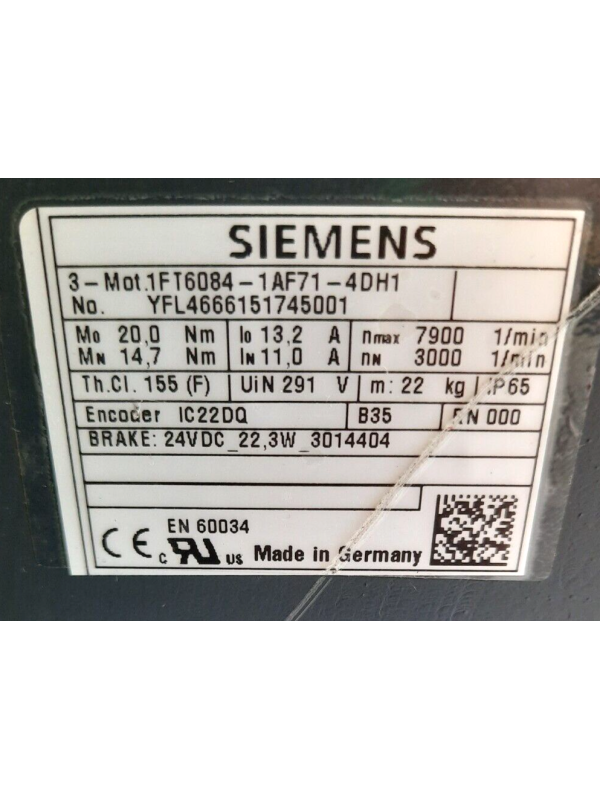 SIEMENS
3-Mot.1FT6084-1AF71-4DH1
No. YFL4666151745001
M0 20,0 Nm I0 13,2 A nmax 7900 1/min
MN 14,7 Nm IN 11,0 A nN 3000 1/min
Th.Cl. 155 (F) UiN 291 V m: 22 kg IP65
Encoder IC22DQ B35 RN 000
BRAKE: 24VDC_22,3W_3014404
EN 60034
CE c RU us Made in Germany